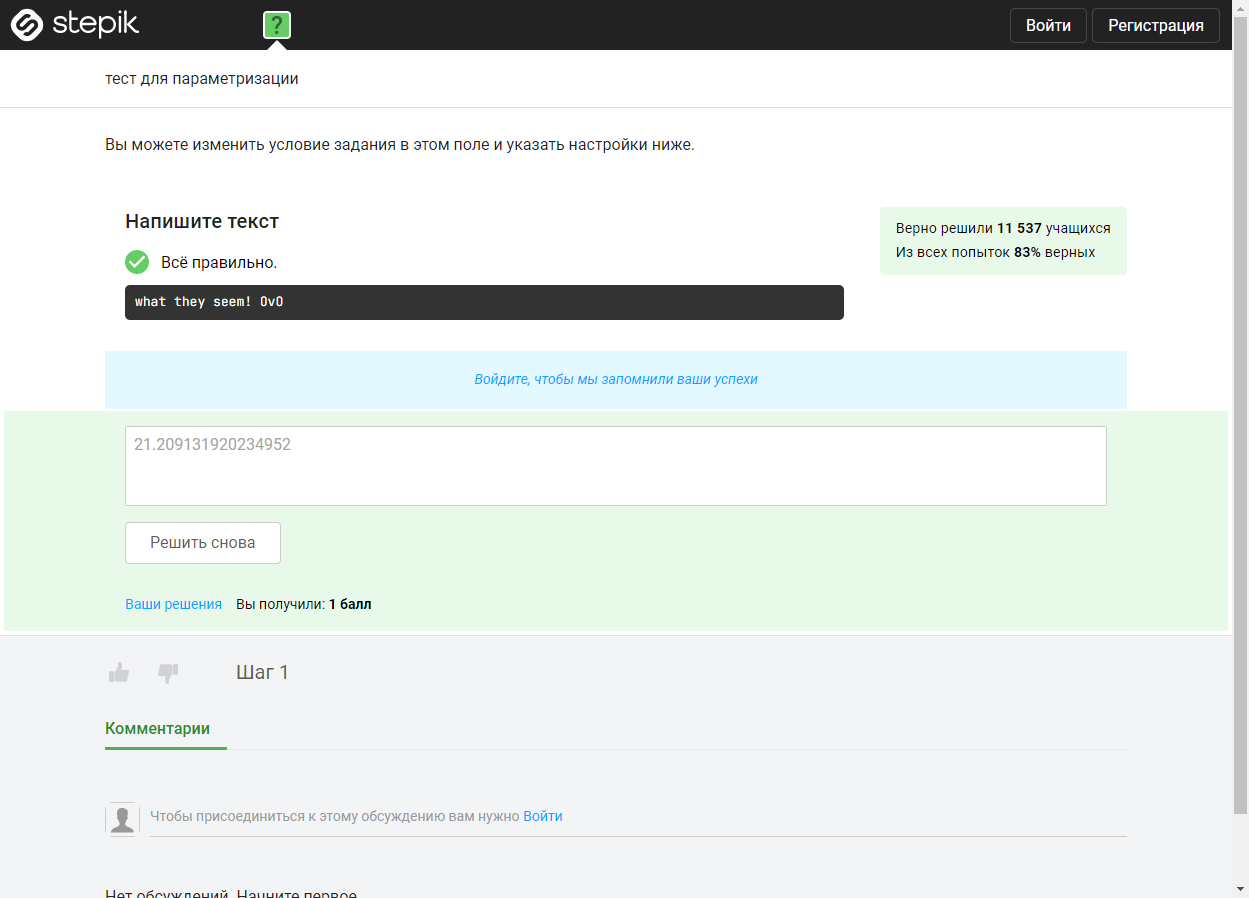 stepik
?
Войти
Регистрация
тест для параметризации
Вы можете изменить условие задания в этом поле и указать настройки ниже.
Напишите текст
Верно решили 11 537 учащихся
Из всех попыток 83% верных
Всё правильно.
what they seem! OvO
Войдите, чтобы мы запомнили ваши успехи
21.209131920234952
Решить снова
Ваши решения Вы получили: 1 балл
Шаг 1
Комментарии
Чтобы присоединиться к этому обсуждению вам нужно Войти
Нет обсуждений. Начните первое.